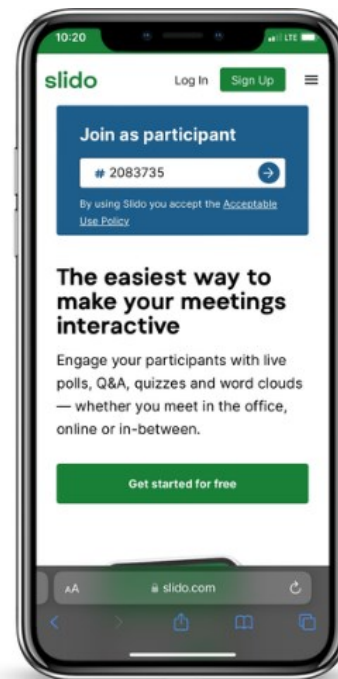 10:20
LTE
slido
Log In
Sign Up
Join as participant
# 2083735
By using Slido you accept the Acceptable
Use Policy
The easiest way to
make your meetings
interactive
Engage your participants with live
polls, Q&A, quizzes and word clouds
— whether you meet in the office,
online or in-between.
Get started for free
AA
slido.com